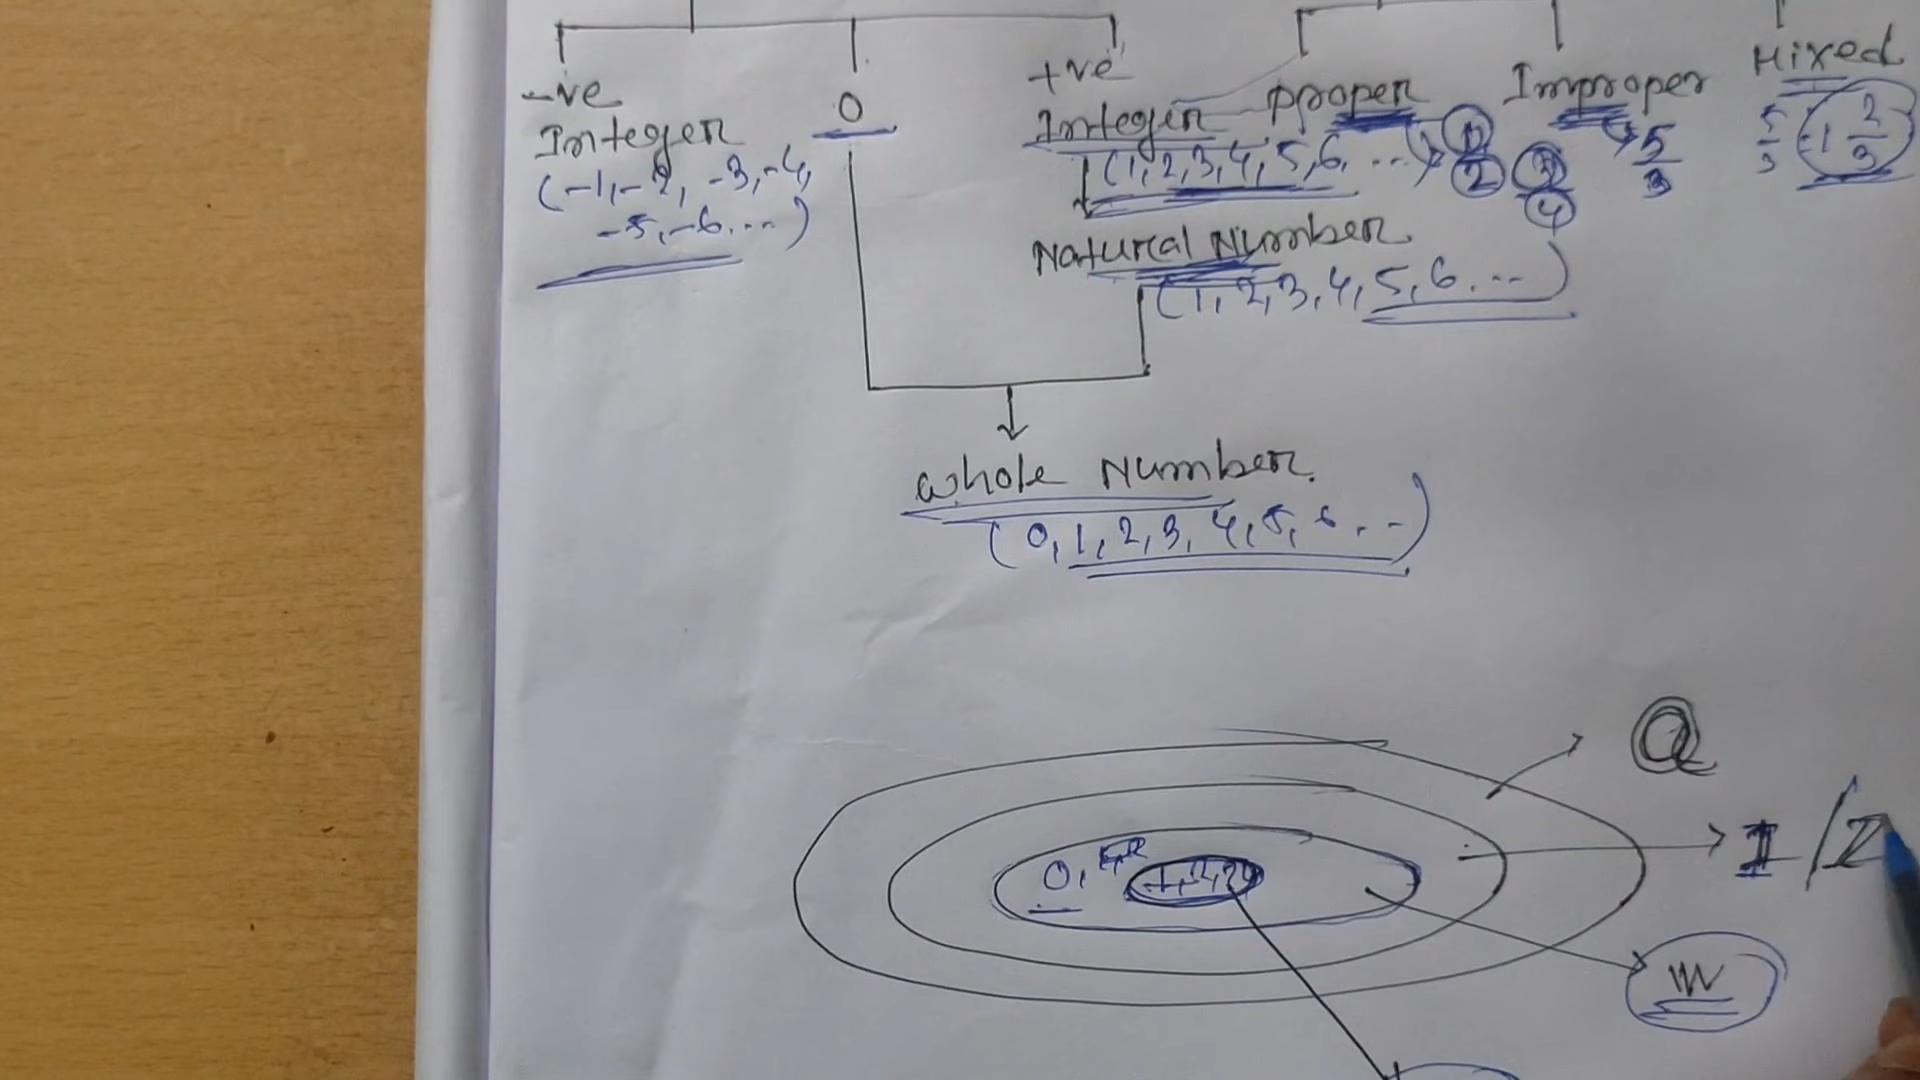 -ve
Integer
(-1, -2, -3, -4,
-5, -6....)
0
+ve
Integer
(1, 2, 3, 4, 5, 6, ...)
Natural Number
(1, 2, 3, 4, 5, 6....)
Proper
1/2
3/4
Improper
5/3
Mixed
5/3 = 1 2/3
Whole Number.
(0, 1, 2, 3, 4, 5, 6...)
Q
I / Z
W
0,